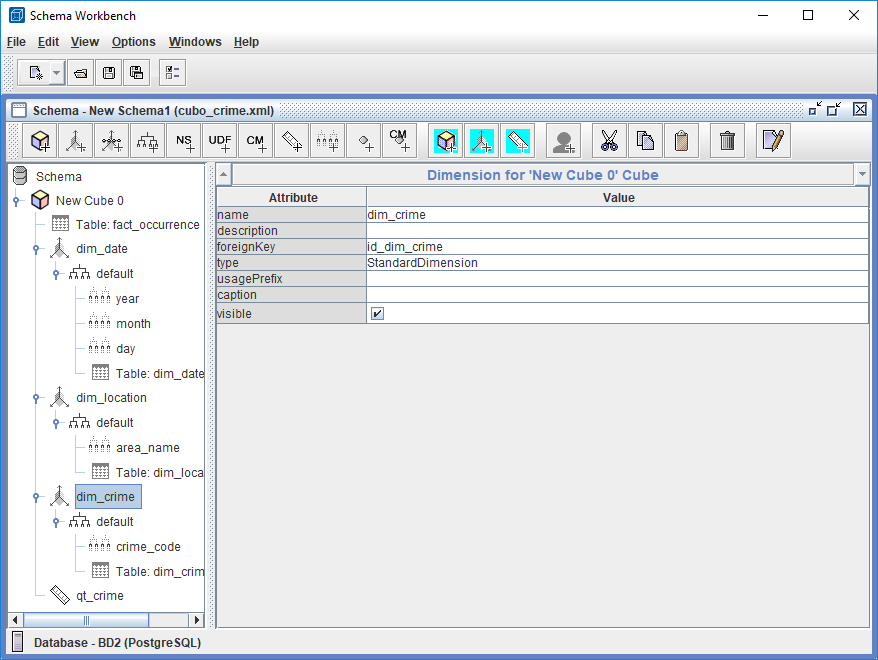 Schema Workbench
File Edit View Options Windows Help
Schema - New Schema1 (cubo_crime.xml)
NS UDF CM CM
Schema
New Cube 0
Table: fact_occurrence
dim_date
default
year
month
day
Table: dim_date
dim_location
default
area_name
Table: dim_loca
dim_crime
default
crime_code
Table: dim_crim
qt_crime
Dimension for 'New Cube 0' Cube
Attribute Value
name dim_crime
description
foreignKey id_dim_crime
type StandardDimension
usagePrefix
caption
visible
Database - BD2 (PostgreSQL)